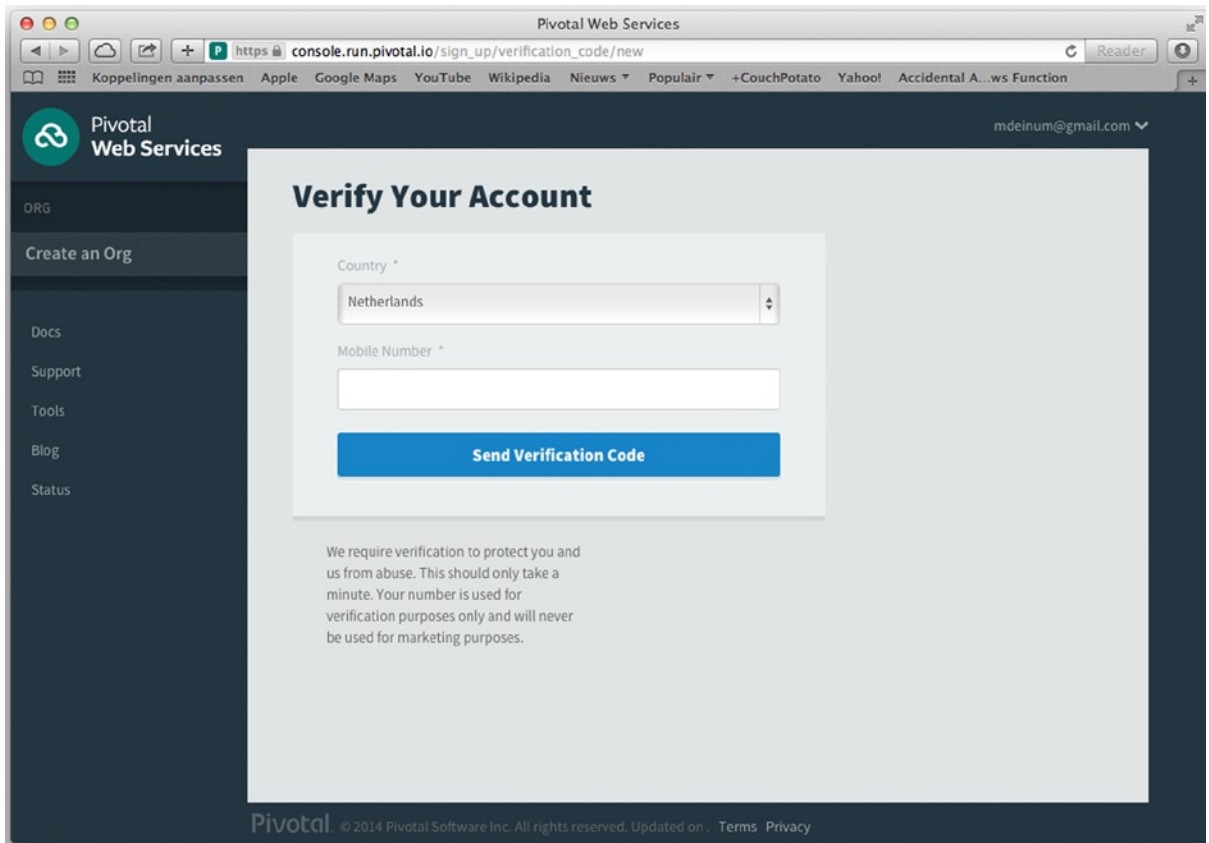 Pivotal Web Services
P https console.run.pivotal.io/sign_up/verification_code/new Reader
Koppelingen aanpassen Apple Google Maps YouTube Wikipedia Nieuws Populair +CouchPotato Yahoo! Accidental A...ws Function
Pivotal
Web Services
mdeinum@gmail.com
ORG
Create an Org
Docs
Support
Tools
Blog
Status
Verify Your Account
Country *
Netherlands
Mobile Number *
Send Verification Code
We require verification to protect you and
us from abuse. This should only take a
minute. Your number is used for
verification purposes only and will never
be used for marketing purposes.
Pivotal. © 2014 Pivotal Software Inc. All rights reserved. Updated on . Terms Privacy